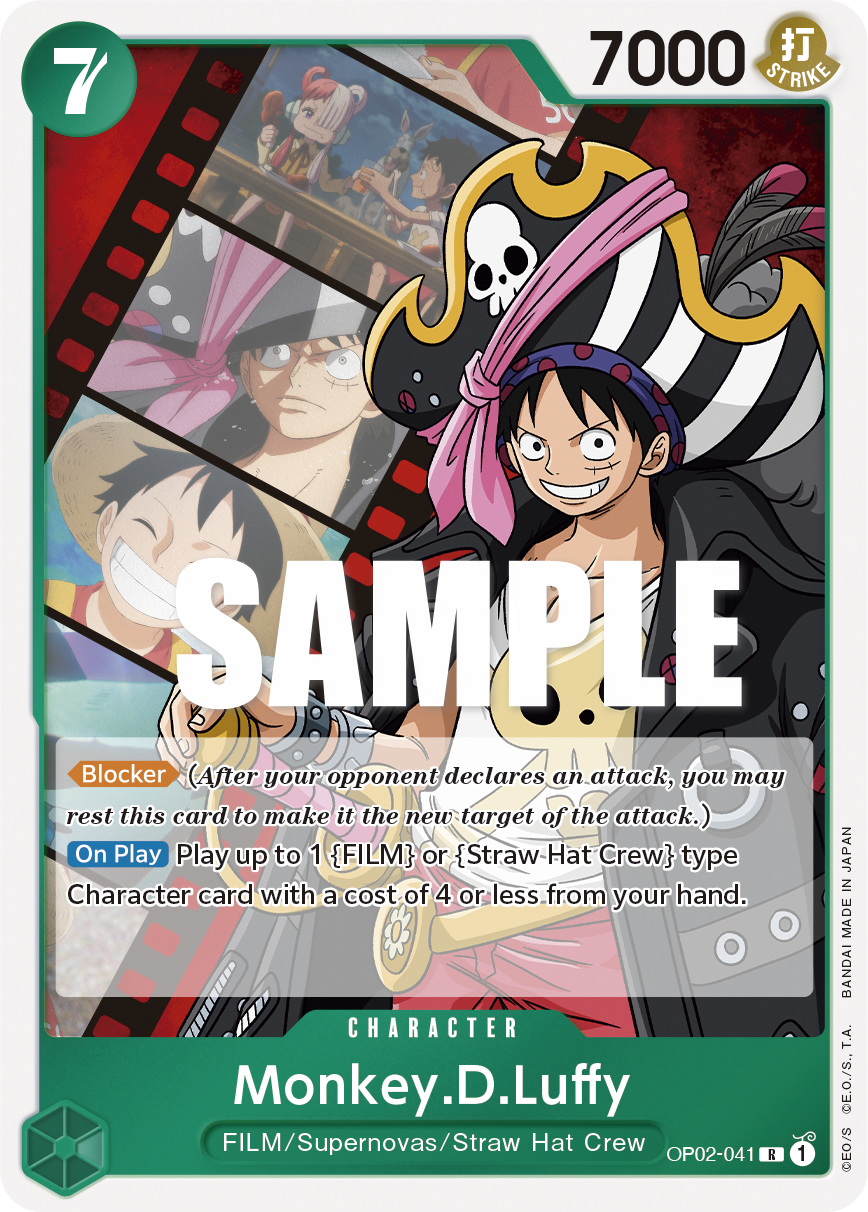 7
7000
打
STRIKE
SAMPLE
Blocker (After your opponent declares an attack, you may
rest this card to make it the new target of the attack.)
On Play Play up to 1 {FILM} or {Straw Hat Crew} type
Character card with a cost of 4 or less from your hand.
CHARACTER
Monkey.D.Luffy
FILM/Supernovas/Straw Hat Crew
OP02-041 R 1
©EO/S ©E.O./S., T.A. BANDAI MADE IN JAPAN